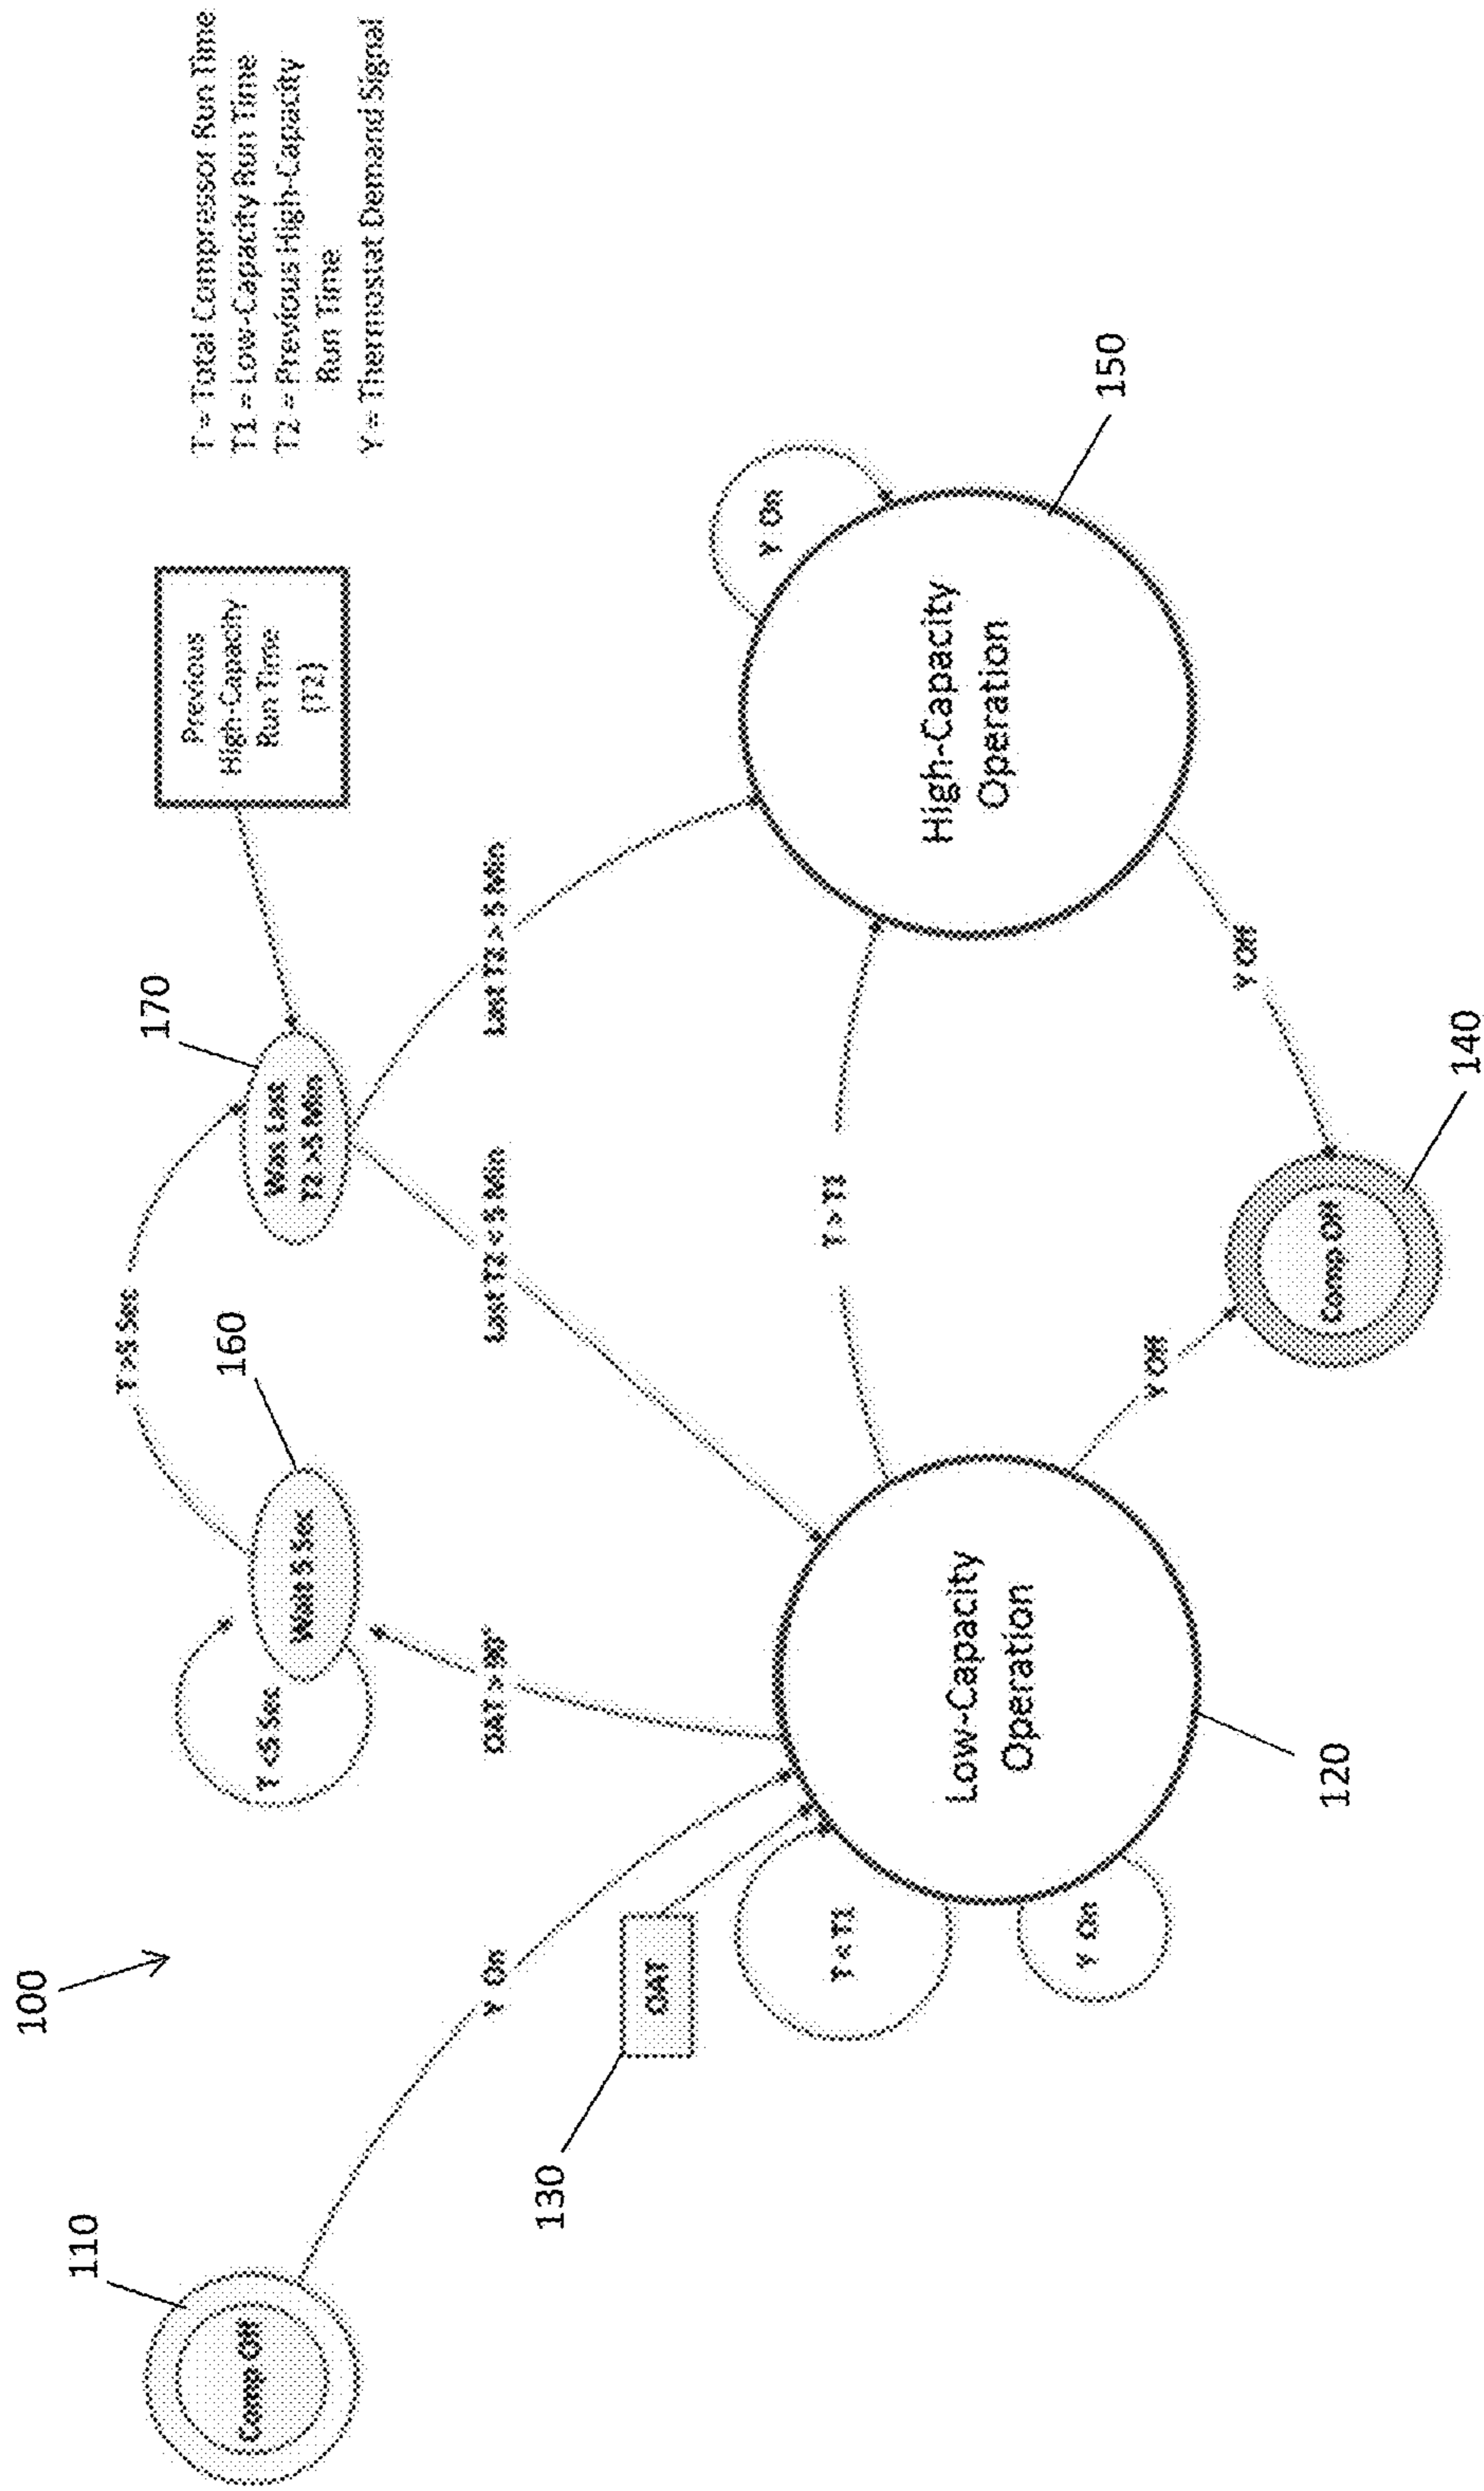 100
T = Total Compressor Run Time
T1 = Low-Capacity Run Time
T2 = Previous High-Capacity
Run Time
Y = Thermostat Demand Signal
110
Comp Off
Y On
130
OAT
T < T1
Y On
Low-Capacity
Operation
120
OAT > 90°
T <5 Sec
Wait 5 Sec
160
T >5 Sec
170
Was Last
T2 >5 Min
Previous
High-Capacity
Run Time
(T2)
Last T2 < 5 Min
Last T2 > 5 Min
T > T1
Y On
High-Capacity
Operation
150
Y Off
Y Off
Comp Off
140